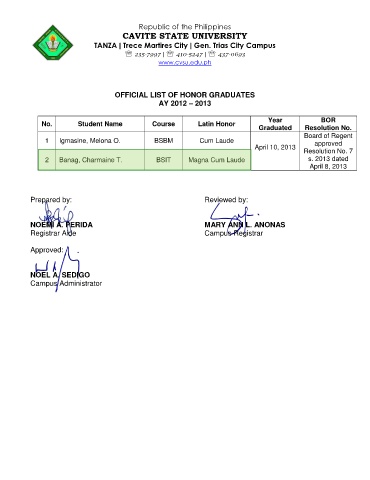 Republic of the Philippines
CAVITE STATE UNIVERSITY
TANZA | Trece Martires City | Gen. Trias City Campus
☏ 235-7997 | ☏ 410-5247 | ☏ 437-0693
www.cvsu.edu.ph
OFFICIAL LIST OF HONOR GRADUATES
AY 2012 – 2013
No. Student Name Course Latin Honor Year Graduated BOR Resolution No.
1 Igmasine, Melona O. BSBM Cum Laude April 10, 2013 Board of Regent approved Resolution No. 7 s. 2013 dated April 8, 2013
2 Banag, Charmaine T. BSIT Magna Cum Laude
Prepared by: Reviewed by:
NOEMI A. PERIDA MARY ANN L. ANONAS
Registrar Aide Campus Registrar
Approved:
NOEL A. SEDIGO
Campus Administrator